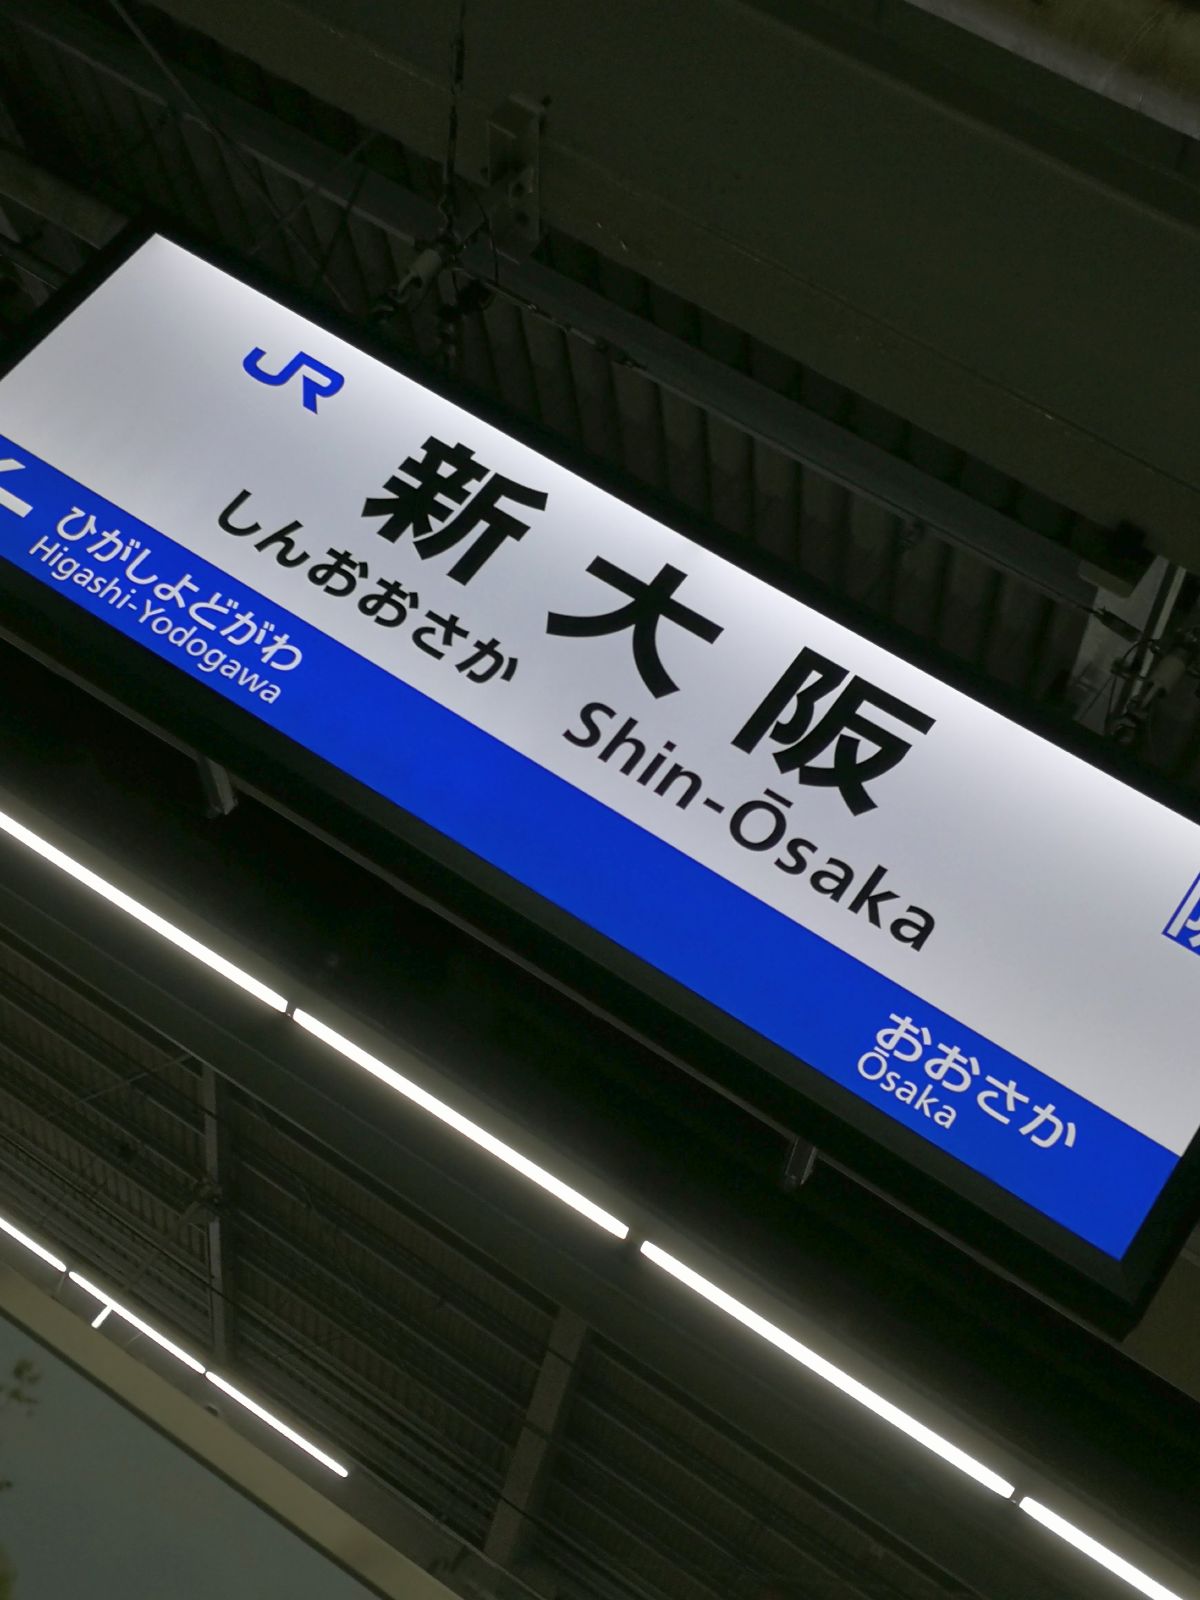 JR
新大阪
しんおおさか Shin-Ōsaka
ひがしよどがわ
Higashi-Yodogawa
おおさか
Ōsaka